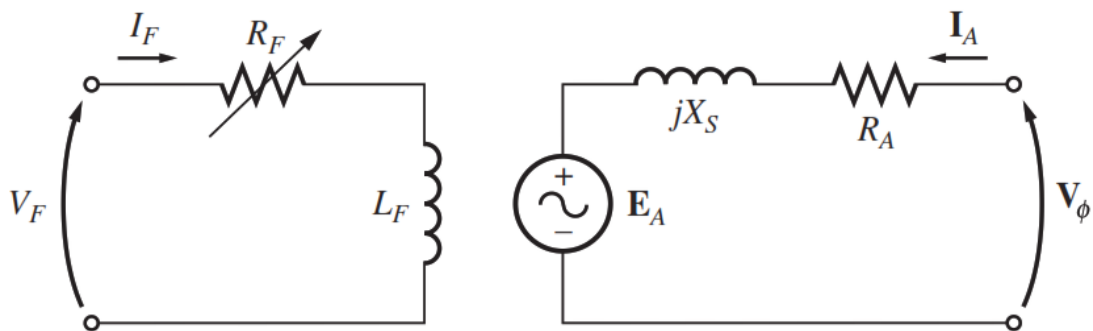 I_F
R_F
I_A
jX_S
R_A
V_F
L_F
+
−
E_A
V_ϕ